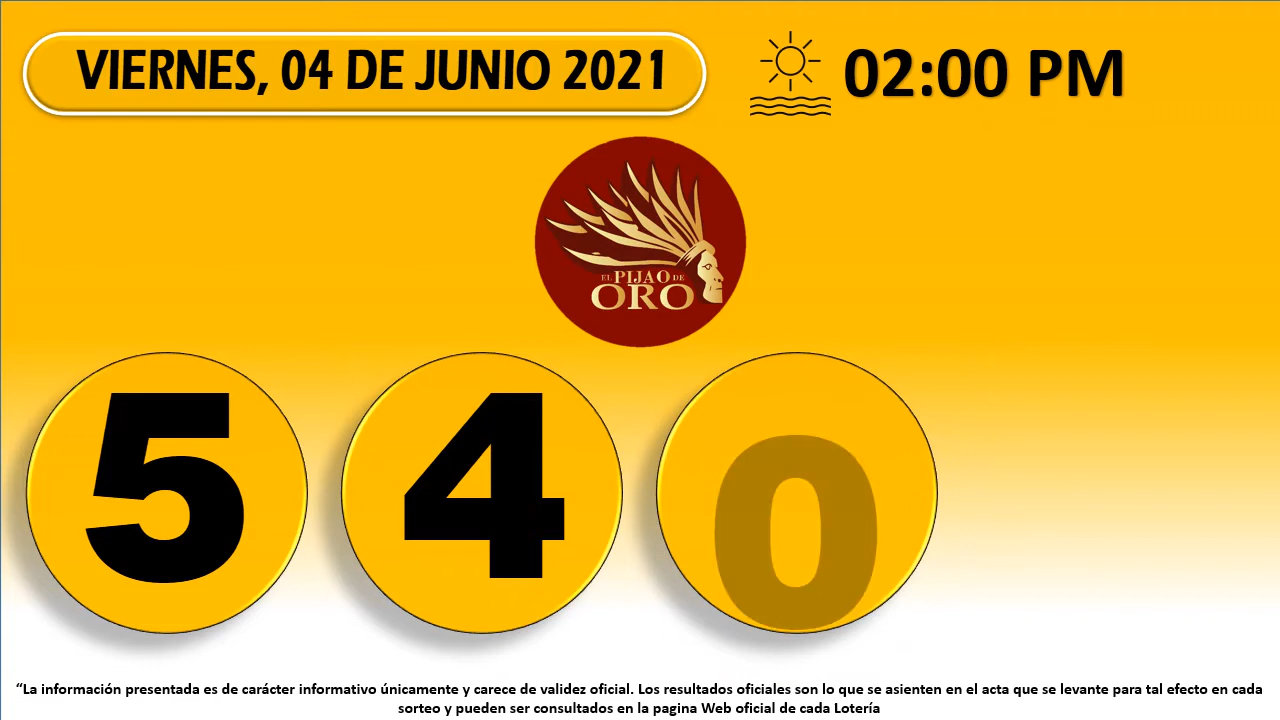 VIERNES, 04 DE JUNIO 2021
02:00 PM
EL PIJAO DE
ORO
5 4 0
“La información presentada es de carácter informativo únicamente y carece de validez oficial. Los resultados oficiales son lo que se asienten en el acta que se levante para tal efecto en cada
sorteo y pueden ser consultados en la pagina Web oficial de cada Lotería